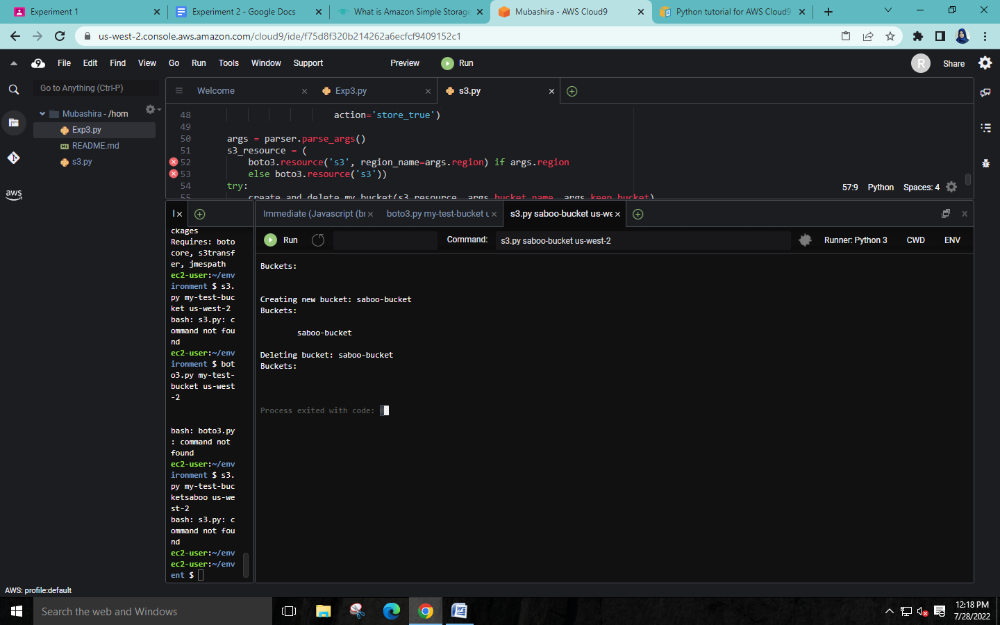 Experiment 1
Experiment 2 - Google Docs
What is Amazon Simple Storage
Mubashira - AWS Cloud9
Python tutorial for AWS Cloud9
us-west-2.console.aws.amazon.com/cloud9/ide/f75d8f320b214262a6ecfcf9409152c1
9 File Edit Find View Go Run Tools Window Support Preview Run R Share
Go to Anything (Ctrl-P)
Mubashira - /hom
Exp3.py
README.md
s3.py
aws
Welcome Exp3.py s3.py
48 action='store_true')
49
50 args = parser.parse_args()
51 s3_resource = (
52 boto3.resource('s3', region_name=args.region) if args.region
53 else boto3.resource('s3'))
54 try:
55 create_and_delete_my_bucket(s3_resource, args.bucket_name, args.keep_bucket)
57:9 Python Spaces: 4
ckages
Requires: boto
core, s3transf
er, jmespath
ec2-user:~/env
ironment $ s3.
py my-test-buc
ket us-west-2
bash: s3.py: c
ommand not fou
nd
ec2-user:~/env
ironment $ bot
o3.py my-test-
bucket us-west
-2
bash: boto3.py
: command not
found
ec2-user:~/env
ironment $ s3.
py my-test-buc
ketsaboo us-we
st-2
bash: s3.py: c
ommand not fou
nd
ec2-user:~/env
ec2-user:~/env
ent $
Immediate (Javascript (br boto3.py my-test-bucket s3.py saboo-bucket us-we
Run Command: s3.py saboo-bucket us-west-2 Runner: Python 3 CWD ENV
Buckets:
Creating new bucket: saboo-bucket
Buckets:
saboo-bucket
Deleting bucket: saboo-bucket
Buckets:
Process exited with code:
AWS: profile:default
Search the web and Windows
12:18 PM
7/28/2022